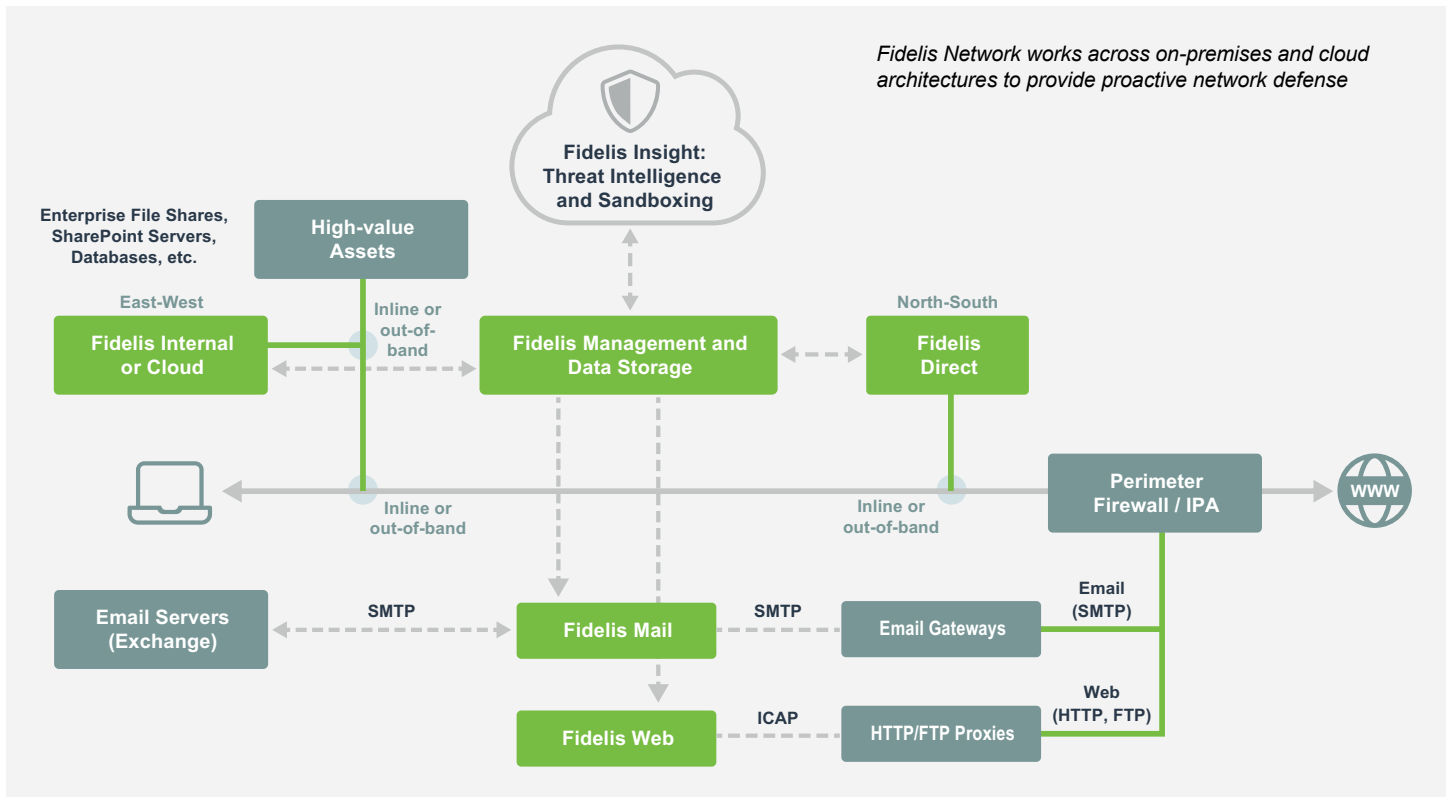 Fidelis Network works across on-premises and cloud
architectures to provide proactive network defense
Fidelis Insight:
Threat Intelligence
and Sandboxing
Enterprise File Shares,
SharePoint Servers,
Databases, etc.
High-value
Assets
East-West
Inline or
out-of-
band
North-South
Fidelis Internal
or Cloud
Fidelis Management and
Data Storage
Fidelis
Direct
Perimeter
Firewall / IPA
WWW
Inline or
out-of-band
Inline or
out-of-band
Email Servers
(Exchange)
SMTP
Fidelis Mail
SMTP
Email Gateways
Email
(SMTP)
Fidelis Web
ICAP
HTTP/FTP Proxies
Web
(HTTP, FTP)